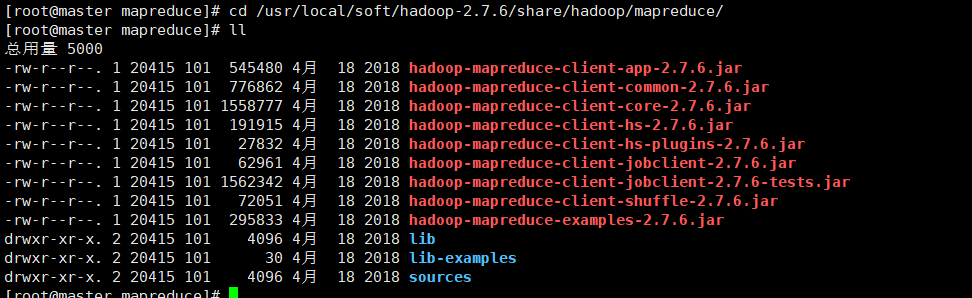 [root@master mapreduce]# cd /usr/local/soft/hadoop-2.7.6/share/hadoop/mapreduce/
[root@master mapreduce]# ll
总用量 5000
-rw-r--r--. 1 20415 101  545480 4月  18 2018 hadoop-mapreduce-client-app-2.7.6.jar
-rw-r--r--. 1 20415 101  776862 4月  18 2018 hadoop-mapreduce-client-common-2.7.6.jar
-rw-r--r--. 1 20415 101 1558777 4月  18 2018 hadoop-mapreduce-client-core-2.7.6.jar
-rw-r--r--. 1 20415 101  191915 4月  18 2018 hadoop-mapreduce-client-hs-2.7.6.jar
-rw-r--r--. 1 20415 101   27832 4月  18 2018 hadoop-mapreduce-client-hs-plugins-2.7.6.jar
-rw-r--r--. 1 20415 101   62961 4月  18 2018 hadoop-mapreduce-client-jobclient-2.7.6.jar
-rw-r--r--. 1 20415 101 1562342 4月  18 2018 hadoop-mapreduce-client-jobclient-2.7.6-tests.jar
-rw-r--r--. 1 20415 101   72051 4月  18 2018 hadoop-mapreduce-client-shuffle-2.7.6.jar
-rw-r--r--. 1 20415 101  295833 4月  18 2018 hadoop-mapreduce-examples-2.7.6.jar
drwxr-xr-x. 2 20415 101    4096 4月  18 2018 lib
drwxr-xr-x. 2 20415 101      30 4月  18 2018 lib-examples
drwxr-xr-x. 2 20415 101    4096 4月  18 2018 sources
[root@master mapreduce]#